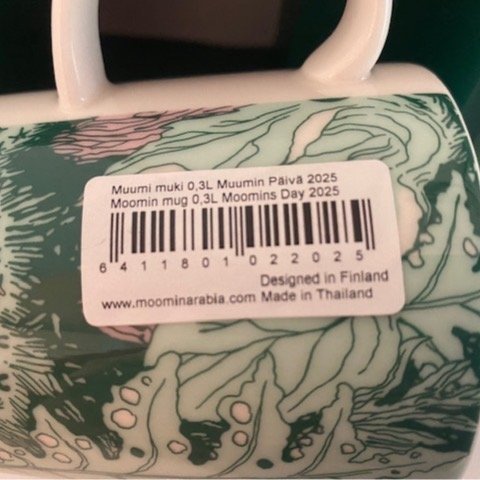 Muumi muki 0,3L Muumin Päivä 2025
Moomin mug 0,3L Moomins Day 2025
6 411801 022025
Designed in Finland
www.moominarabia.com Made in Thailand